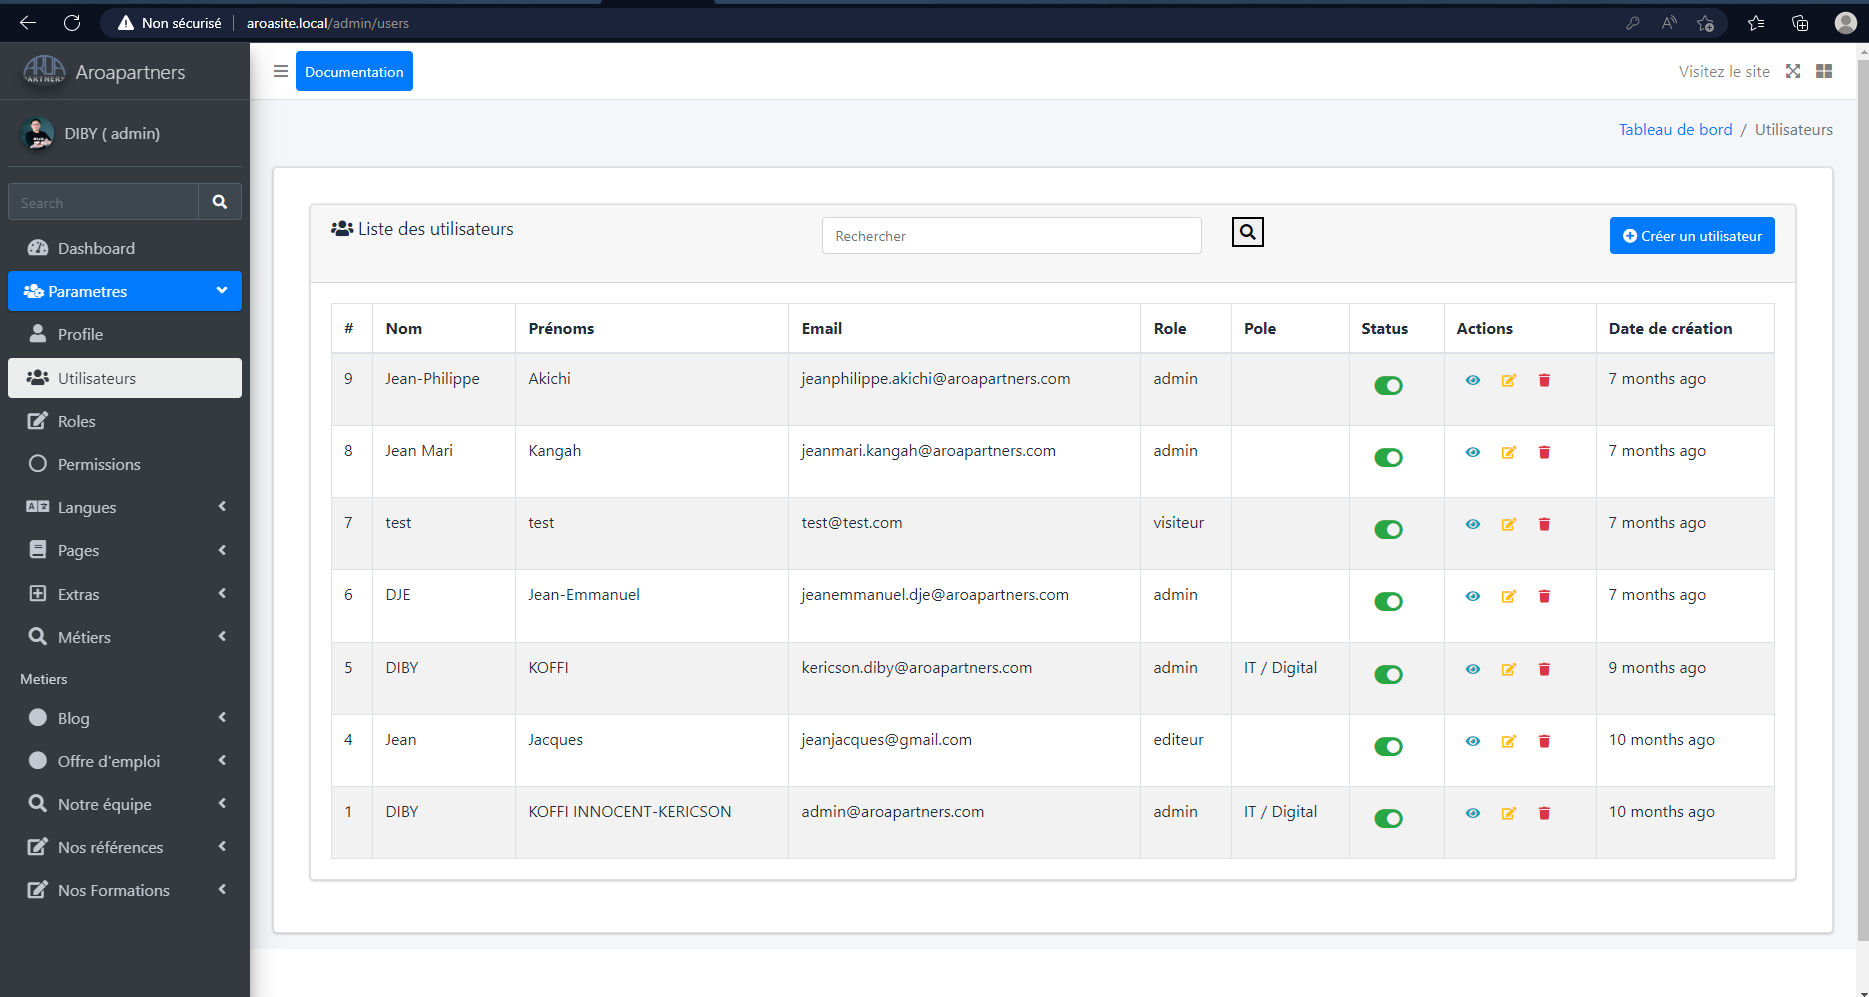 Non sécurisé aroasite.local/admin/users
AROA
PARTNERS
Aroapartners
DIBY ( admin)
Search
Dashboard
Parametres
Profile
Utilisateurs
Roles
Permissions
Langues
Pages
Extras
Métiers
Metiers
Blog
Offre d'emploi
Notre équipe
Nos références
Nos Formations
Documentation
Visitez le site
Tableau de bord / Utilisateurs
Liste des utilisateurs
Rechercher
Créer un utilisateur
# Nom Prénoms Email Role Pole Status Actions Date de création
9 Jean-Philippe Akichi jeanphilippe.akichi@aroapartners.com admin 7 months ago
8 Jean Mari Kangah jeanmari.kangah@aroapartners.com admin 7 months ago
7 test test test@test.com visiteur 7 months ago
6 DJE Jean-Emmanuel jeanemmanuel.dje@aroapartners.com admin 7 months ago
5 DIBY KOFFI kericson.diby@aroapartners.com admin IT / Digital 9 months ago
4 Jean Jacques jeanjacques@gmail.com editeur 10 months ago
1 DIBY KOFFI INNOCENT-KERICSON admin@aroapartners.com admin IT / Digital 10 months ago